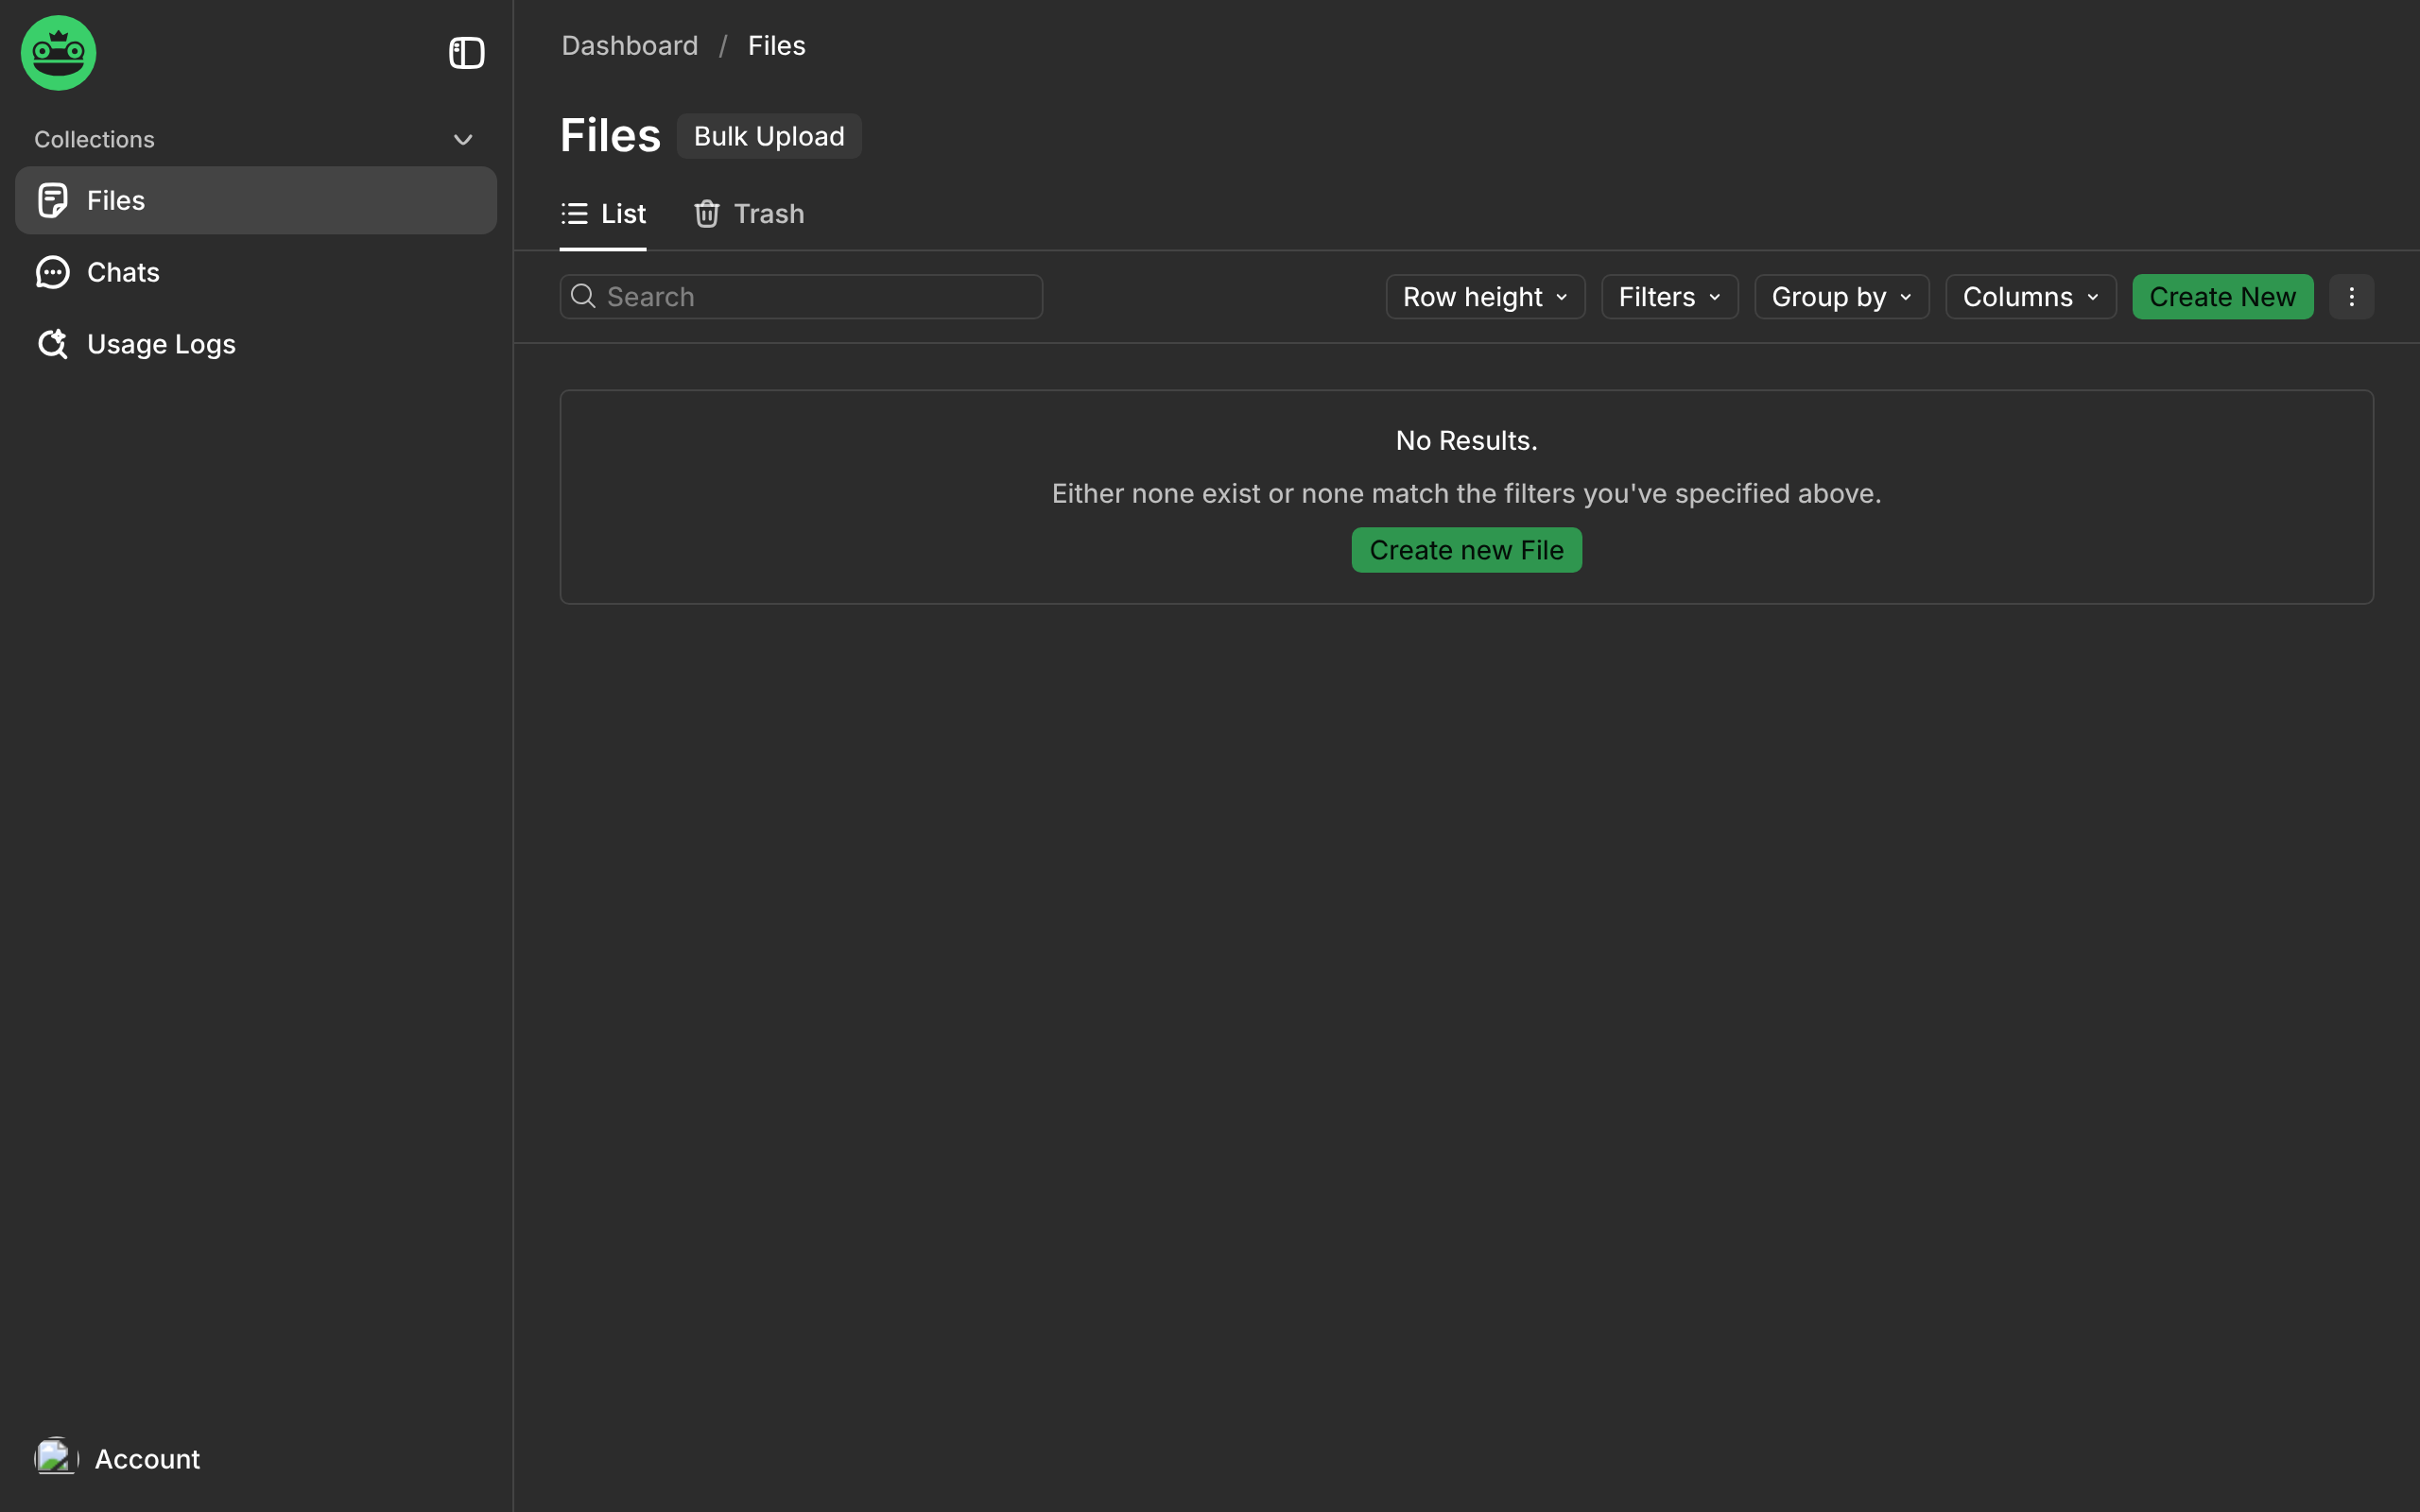 Dashboard / Files
Collections
Files
Chats
Usage Logs
Account
Files
Bulk Upload
List
Trash
Search
Row height
Filters
Group by
Columns
Create New
No Results.
Either none exist or none match the filters you've specified above.
Create new File